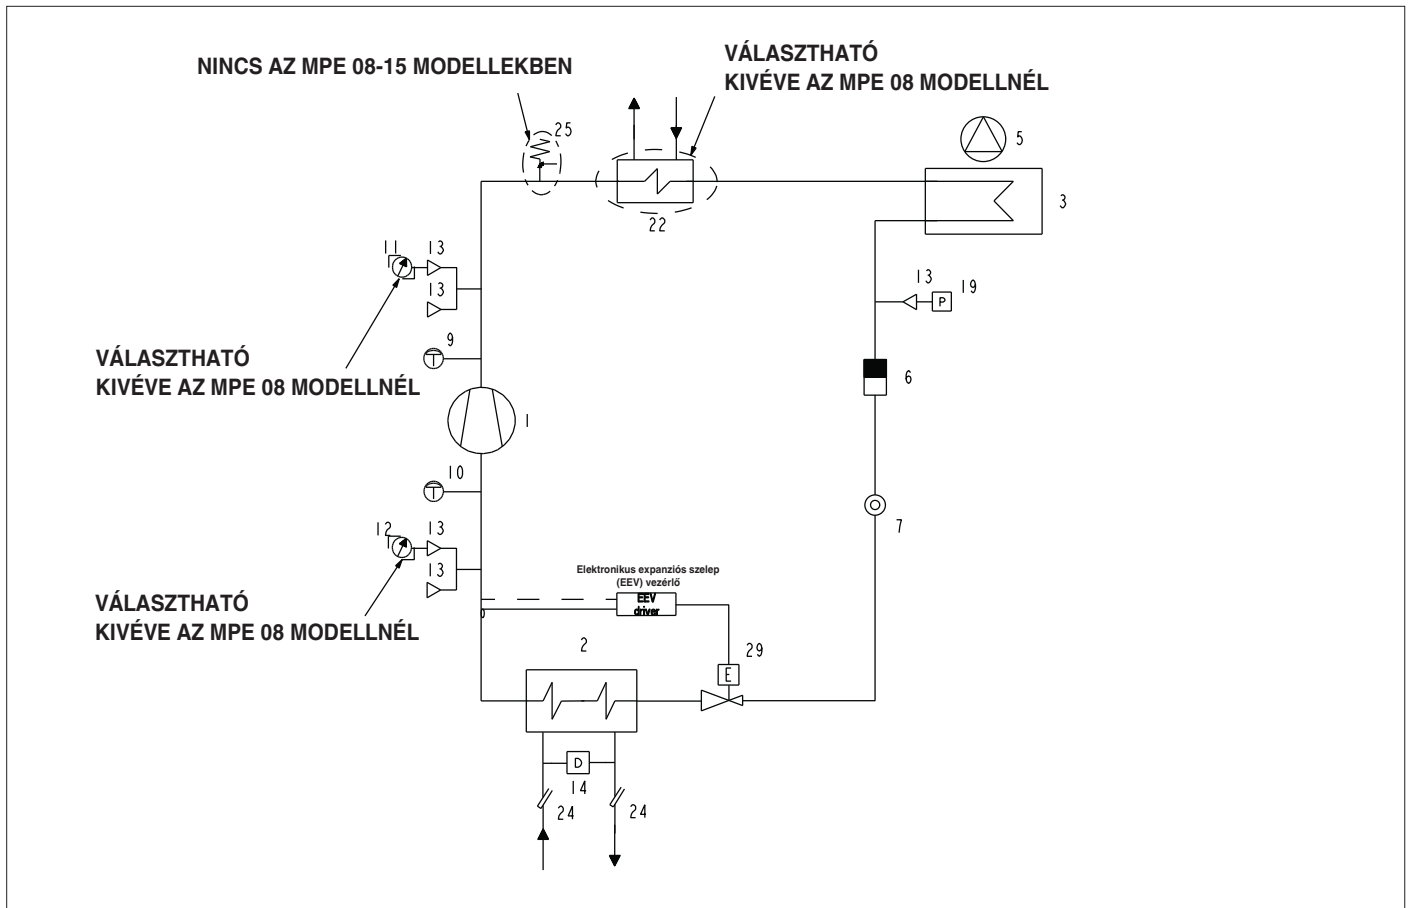 NINCS AZ MPE 08-15 MODELLEKBEN
VÁLASZTHATÓ
KIVÉVE AZ MPE 08 MODELLNÉL
25
5
3
22
11
13
13
13
19
P
VÁLASZTHATÓ
KIVÉVE AZ MPE 08 MODELLNÉL
9
T
6
1
10
T
7
12
13
13
Elektronikus expanziós szelep
(EEV) vezérlő
EEV
driver
VÁLASZTHATÓ
KIVÉVE AZ MPE 08 MODELLNÉL
2
29
E
D
14
24
24